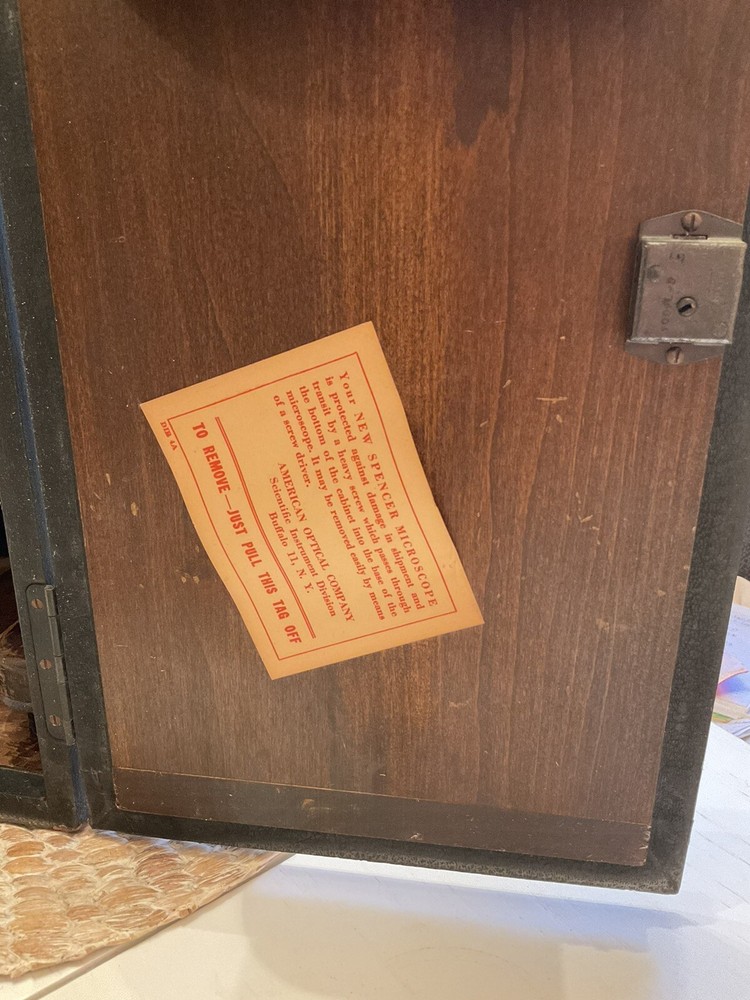 Your NEW SPENCER MICROSCOPE
is protected against damage in shipment and
transit by a heavy screw which passes through
the bottom of the cabinet into the base of the
microscope. It may be removed easily by means
of a screw driver.
AMERICAN OPTICAL COMPANY
Scientific Instrument Division
Buffalo 11, N. Y.
TO REMOVE—JUST PULL THIS TAG OFF